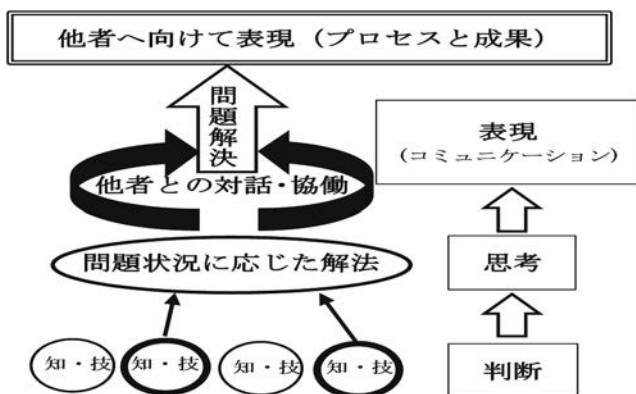 他者へ向けて表現（プロセスと成果）
問題解決
他者との対話・協働
問題状況に応じた解法
知・技
知・技
知・技
知・技
表現
（コミュニケーション）
思考
判断